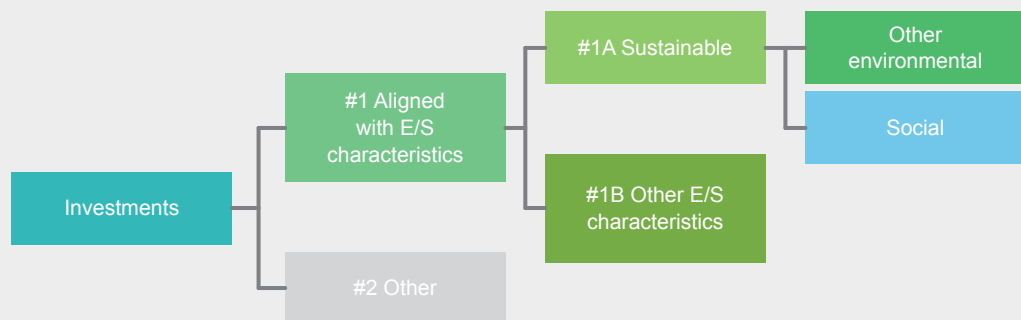 Investments
#1 Aligned
with E/S
characteristics
#2 Other
#1A Sustainable
#1B Other E/S
characteristics
Other
environmental
Social